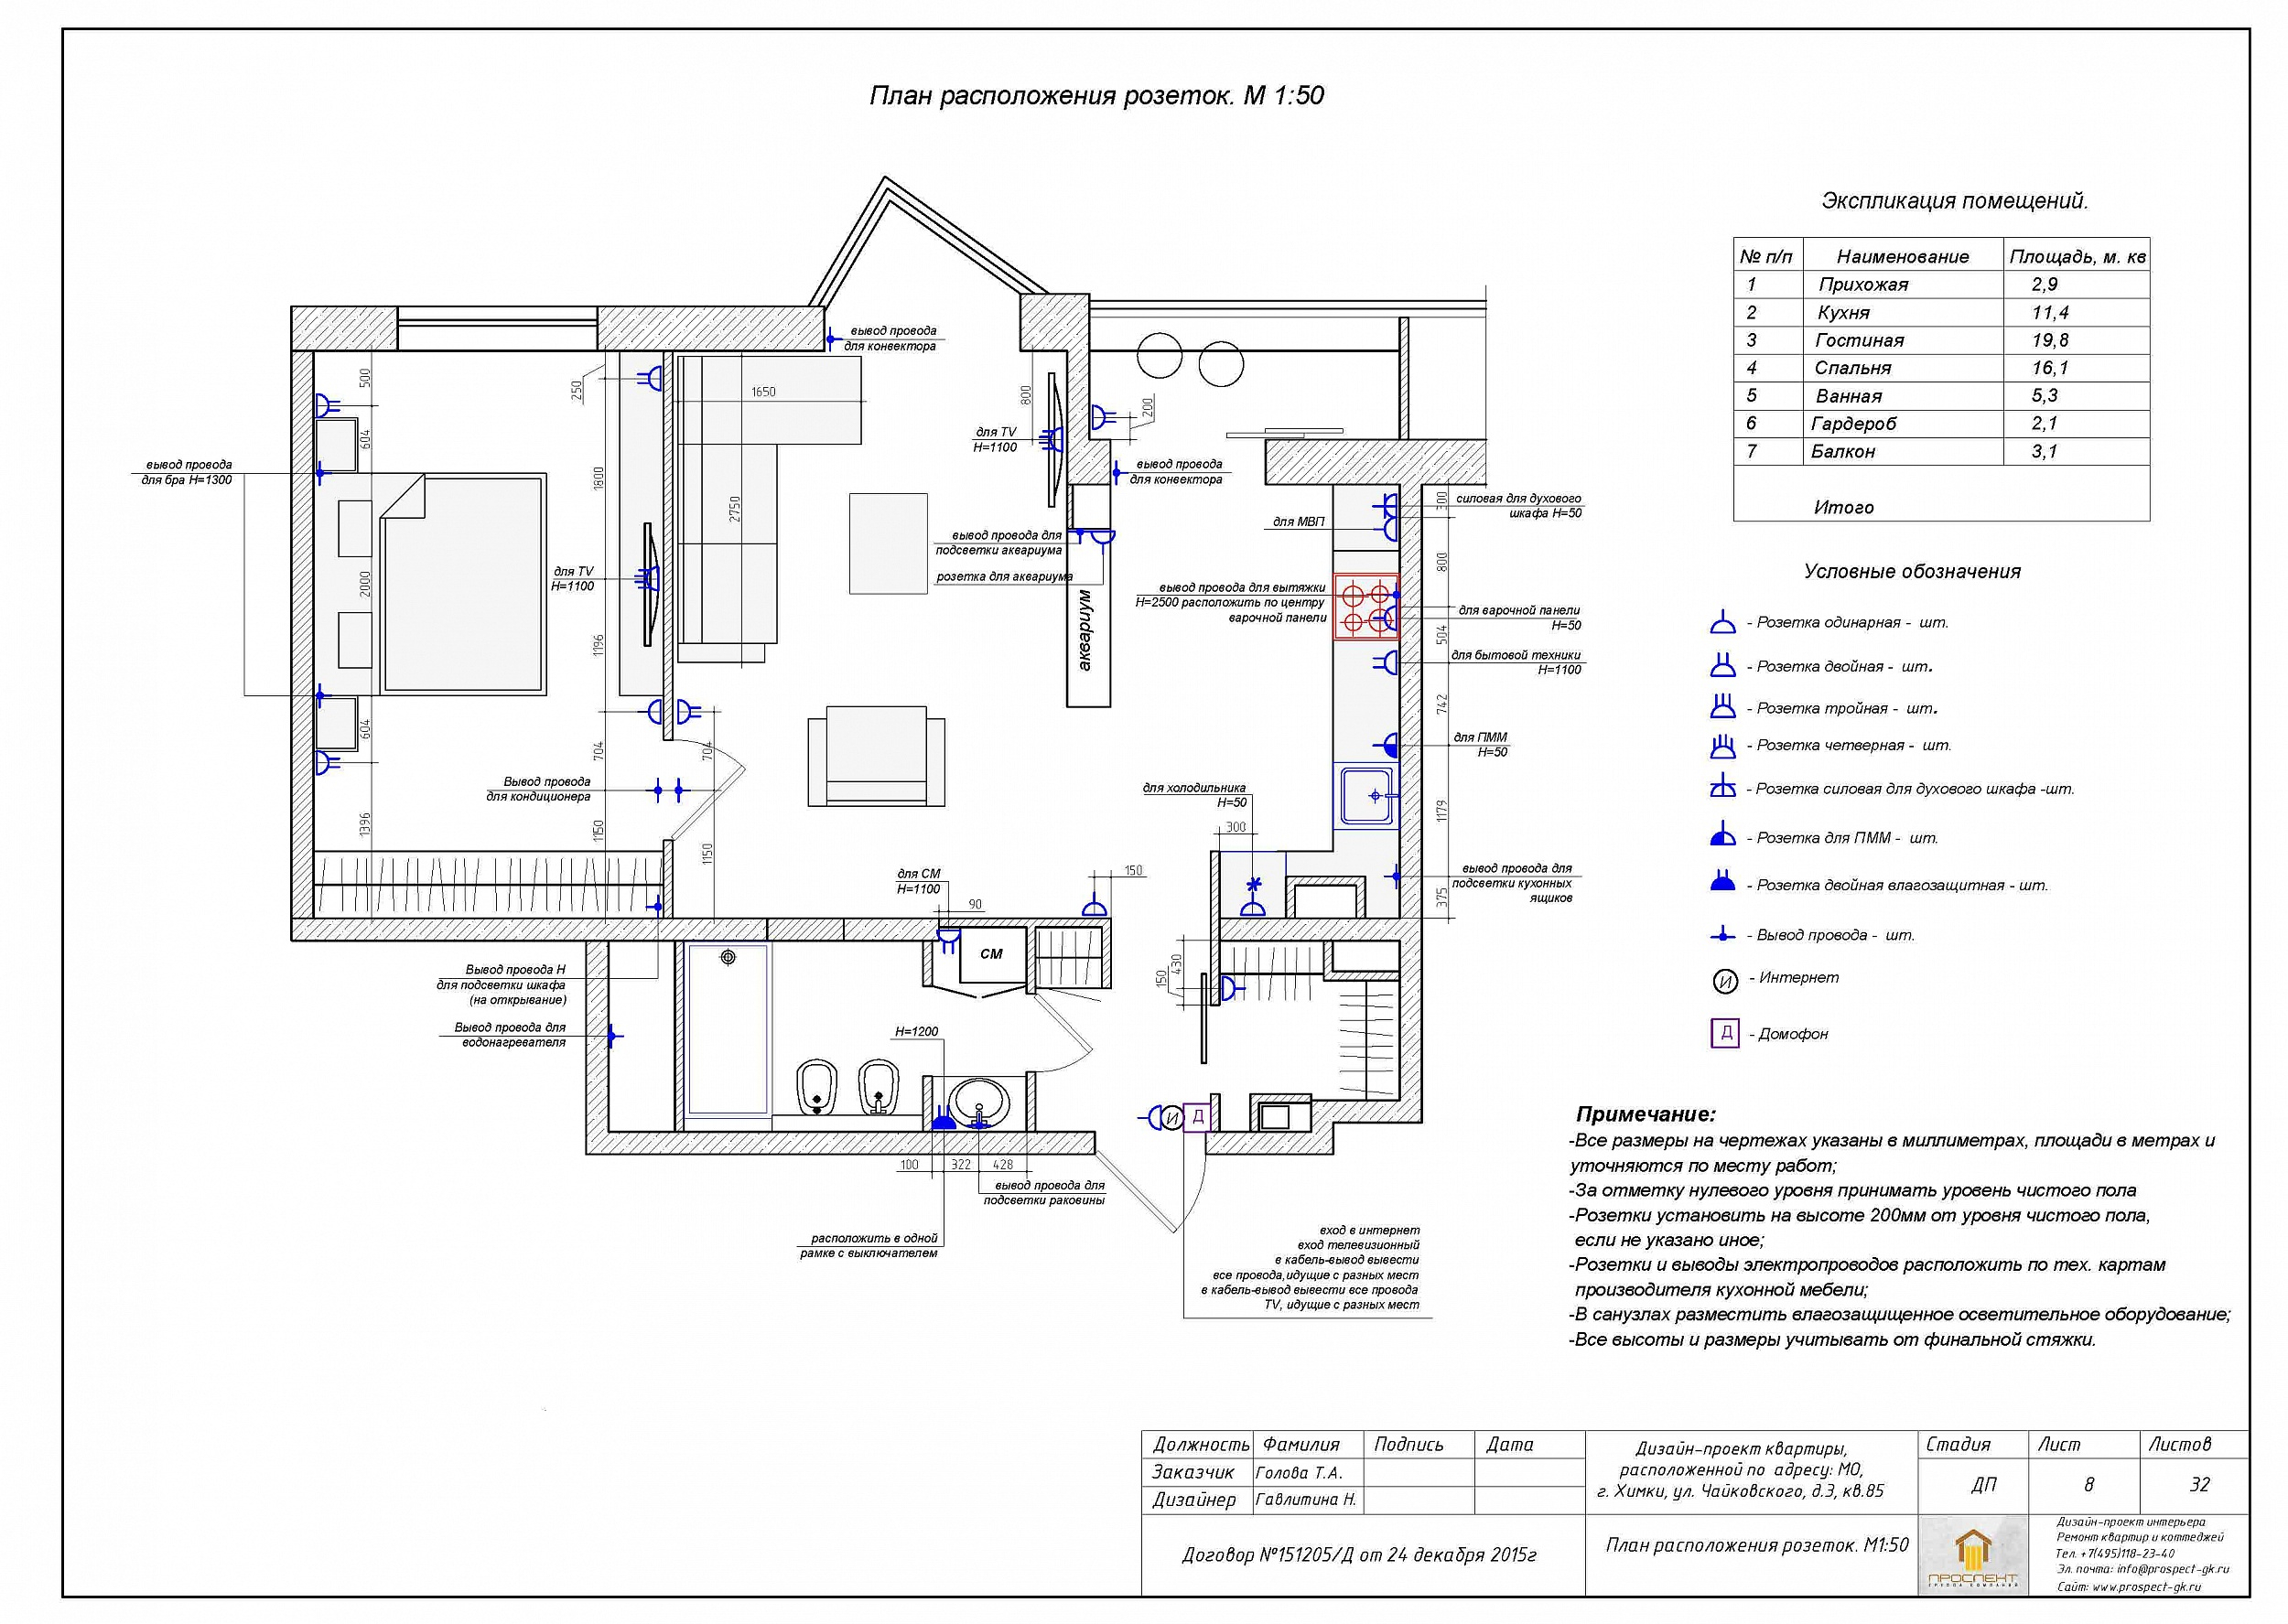 План расположения розеток. М 1:50
Экспликация помещений.
№ п/п Наименование Площадь, м. кв
1 Прихожая 2,9
2 Кухня 11,4
3 Гостиная 19,8
4 Спальня 16,1
5 Ванная 5,3
6 Гардероб 2,1
7 Балкон 3,1
Итого
Условные обозначения
- Розетка одинарная - шт.
- Розетка двойная - шт.
- Розетка тройная - шт.
- Розетка четверная - шт.
- Розетка силовая для духового шкафа -шт.
- Розетка для ПММ - шт.
- Розетка двойная влагозащитная - шт.
- Вывод провода - шт.
И - Интернет
Д - Домофон
Примечание:
-Все размеры на чертежах указаны в миллиметрах, площади в метрах и
уточняются по месту работ;
-За отметку нулевого уровня принимать уровень чистого пола
-Розетки установить на высоте 200мм от уровня чистого пола,
если не указано иное;
-Розетки и выводы электропроводов расположить по тех. картам
производителя кухонной мебели;
-В санузлах разместить влагозащищенное осветительное оборудование;
-Все высоты и размеры учитывать от финальной стяжки.
вывод провода
для конвектора
500
250
604
1650
800
200
для TV
H=1100
вывод провода
для бра H=1300
1800
2750
вывод провода
для конвектора
300
силовая для духового
шкафа H=50
для МВП
вывод провода для
подсветки аквариума
розетка для аквариума
аквариум
800
для TV
H=1100
2000
вывод провода для вытяжки
H=2500 расположить по центру
варочной панели
для варочной панели
H=50
504
1196
для бытовой техники
H=1100
742
604
704
704
для ПММ
H=50
Вывод провода
для кондиционера
для холодильника
H=50
300
1179
1396
1150
1150
для СМ
H=1100
90
150
вывод провода для
подсветки кухонных
ящиков
375
СМ
Вывод провода Н
для подсветки шкафа
(на открывание)
150
430
Вывод провода для
водонагревателя
H=1200
И
Д
100
322
428
вывод провода для
подсветки раковины
расположить в одной
рамке с выключателем
вход в интернет
вход телевизионный
в кабель-вывод вывести
все провода,идущие с разных мест
в кабель-вывод вывести все провода
TV, идущие с разных мест
Должность Фамилия Подпись Дата
Заказчик Голова Т.А.
Дизайнер Гавлитина Н.
Договор №151205/Д от 24 декабря 2015г
Дизайн-проект квартиры,
расположенной по адресу: МО,
г. Химки, ул. Чайковского, д.3, кв.85
План расположения розеток. М1:50
Стадия Лист Листов
ДП 8 32
ПРОСПЕКТ
ГРУППА КОМПАНИЙ
Дизайн-проект интерьера
Ремонт квартир и коттеджей
Тел. +7(495)118-23-40
Эл. почта: info@prospect-gk.ru
Сайт: www.prospect-gk.ru